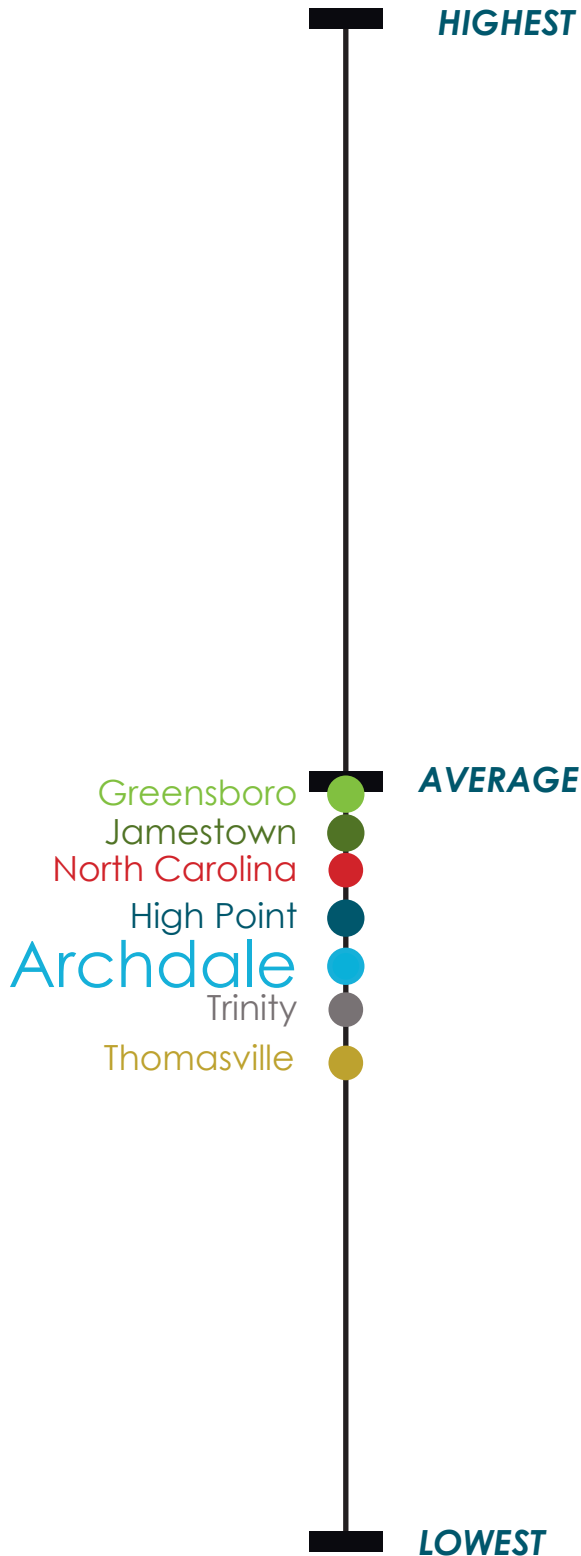 HIGHEST
AVERAGE
Greensboro
Jamestown
North Carolina
High Point
Archdale
Trinity
Thomasville
LOWEST